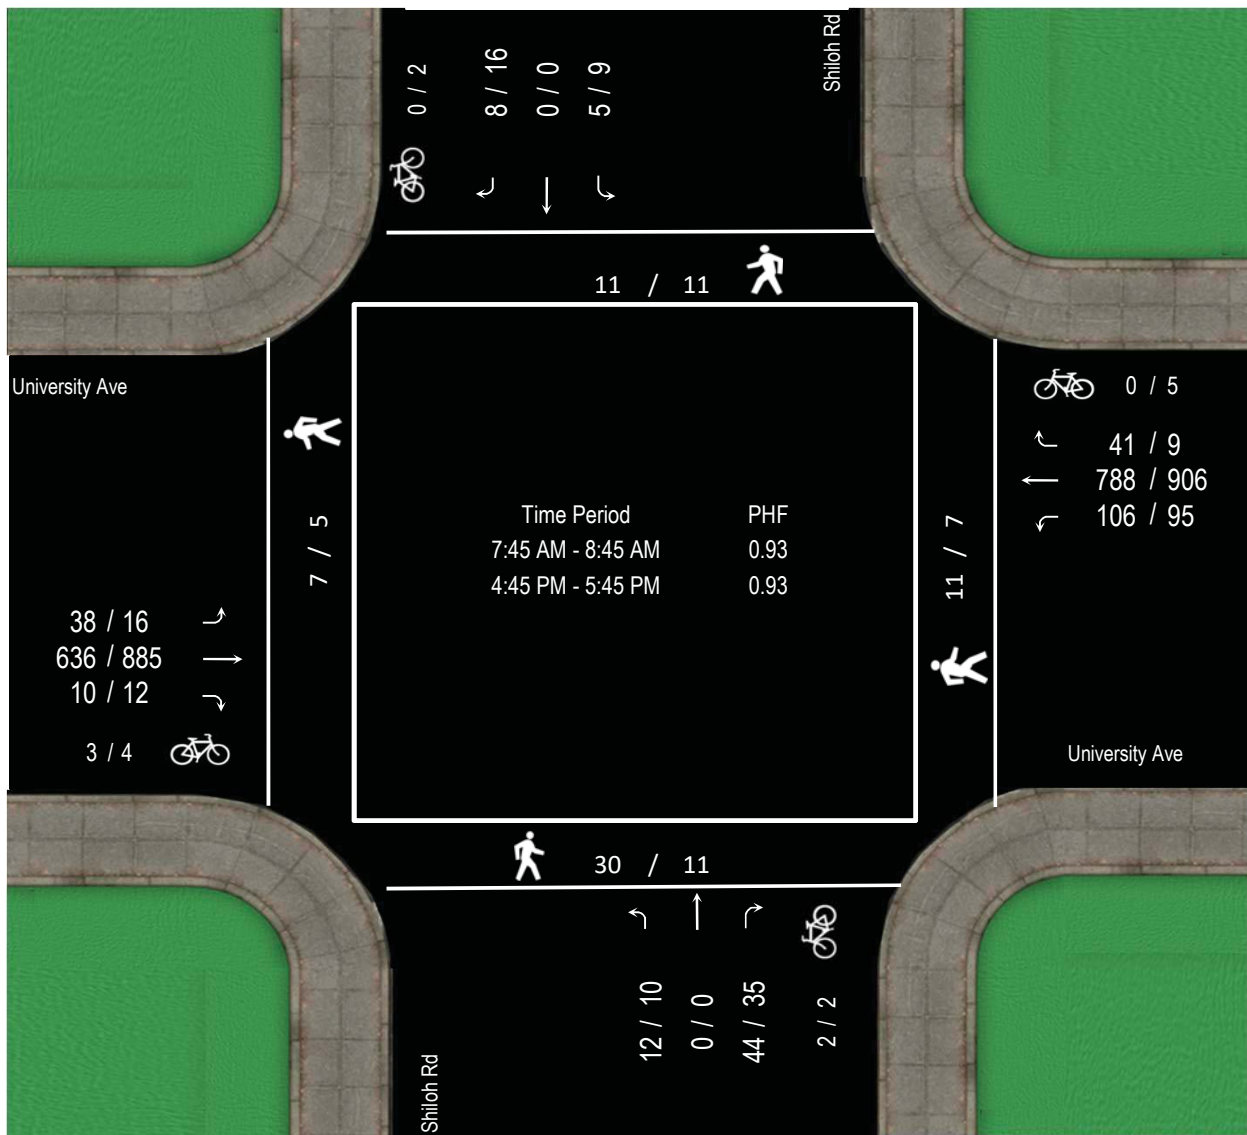 Shiloh Rd
0 / 2
8 / 16
0 / 0
5 / 9
11 / 11
University Ave
0 / 5
41 / 9
788 / 906
106 / 95
7 / 5
Time Period PHF
7:45 AM - 8:45 AM 0.93
4:45 PM - 5:45 PM 0.93
11 / 7
38 / 16
636 / 885
10 / 12
3 / 4
University Ave
30 / 11
12 / 10
0 / 0
44 / 35
2 / 2
Shiloh Rd